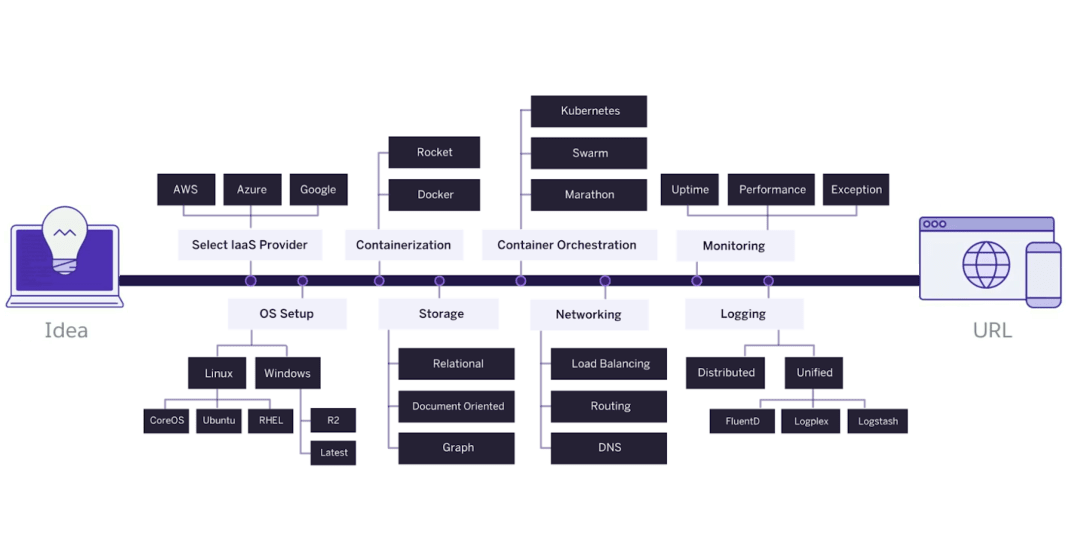 Kubernetes
Rocket
Swarm
AWS
Azure
Google
Docker
Marathon
Uptime
Performance
Exception
Select IaaS Provider
Containerization
Container Orchestration
Monitoring
Idea
URL
OS Setup
Storage
Networking
Logging
Linux
Windows
Relational
Load Balancing
Distributed
Unified
CoreOS
Ubuntu
RHEL
R2
Document Oriented
Routing
FluentD
Logplex
Logstash
Latest
Graph
DNS